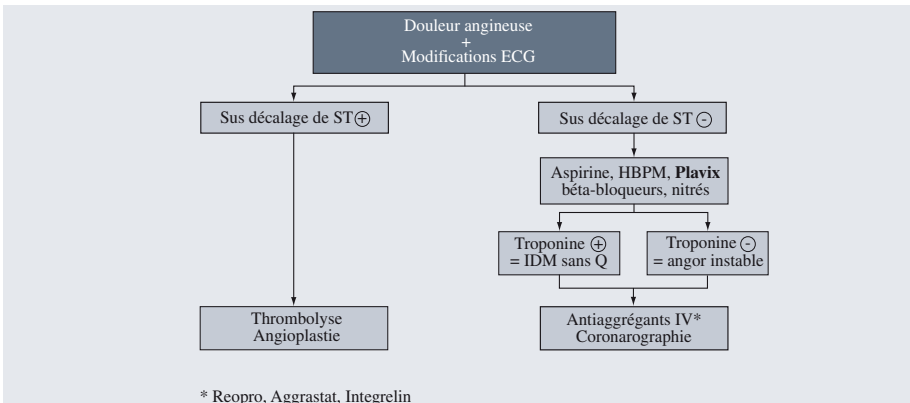 Douleur angineuse
+
Modifications ECG
Sus décalage de ST ⊕
Sus décalage de ST ⊖
Aspirine, HBPM, Plavix
béta-bloqueurs, nitrés
Troponine ⊕
= IDM sans Q
Troponine ⊖
= angor instable
Thrombolyse
Angioplastie
Antiaggrégants IV*
Coronarographie
* Reopro, Aggrastat, Integrelin